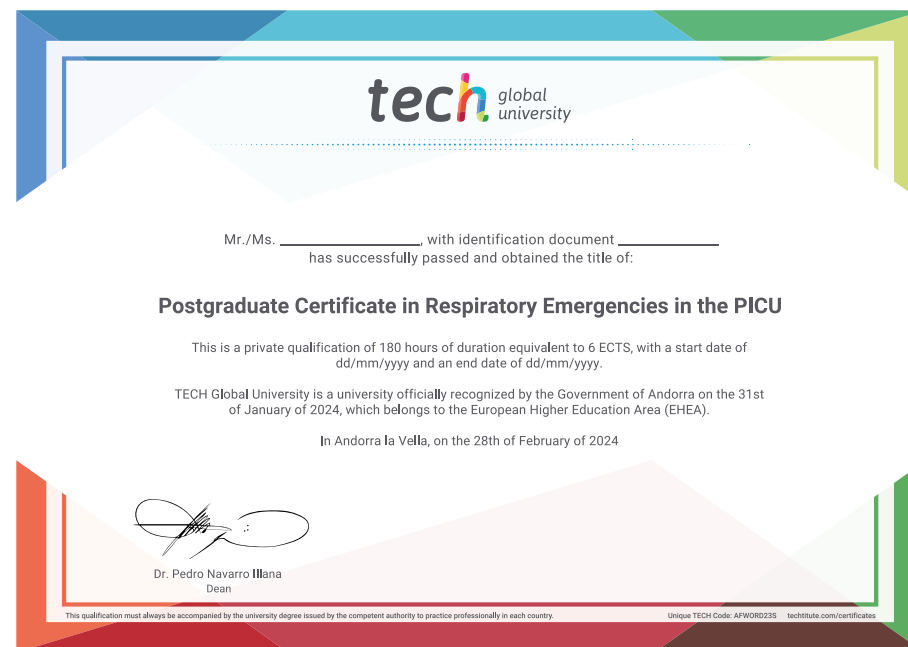 tech global university
Mr./Ms. ____________, with identification document ____________
has successfully passed and obtained the title of:
Postgraduate Certificate in Respiratory Emergencies in the PICU
This is a private qualification of 180 hours of duration equivalent to 6 ECTS, with a start date of
dd/mm/yyyy and an end date of dd/mm/yyyy.
TECH Global University is a university officially recognized by the Government of Andorra on the 31st
of January of 2024, which belongs to the European Higher Education Area (EHEA).
In Andorra la Vella, on the 28th of February of 2024
Dr. Pedro Navarro Illana
Dean
This qualification must always be accompanied by the university degree issued by the competent authority to practice professionally in each country. Unique TECH Code: AFWORD23S techtitute.com/certificates